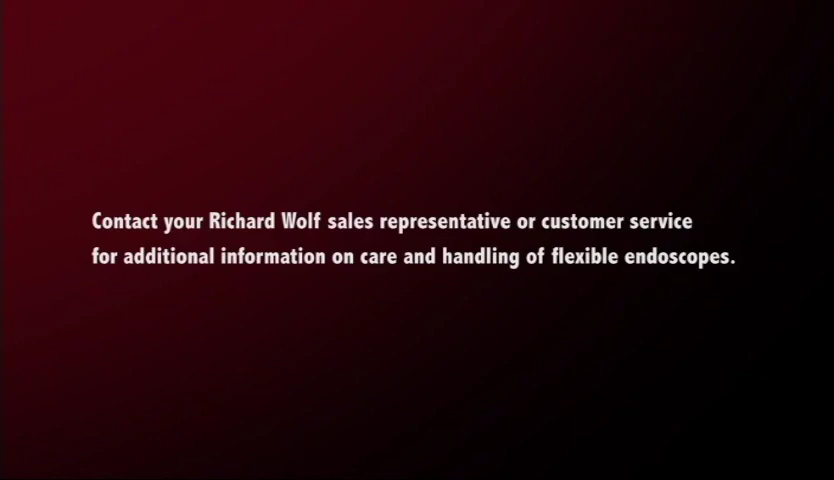 Contact your Richard Wolf sales representative or customer service
for additional information on care and handling of flexible endoscopes.